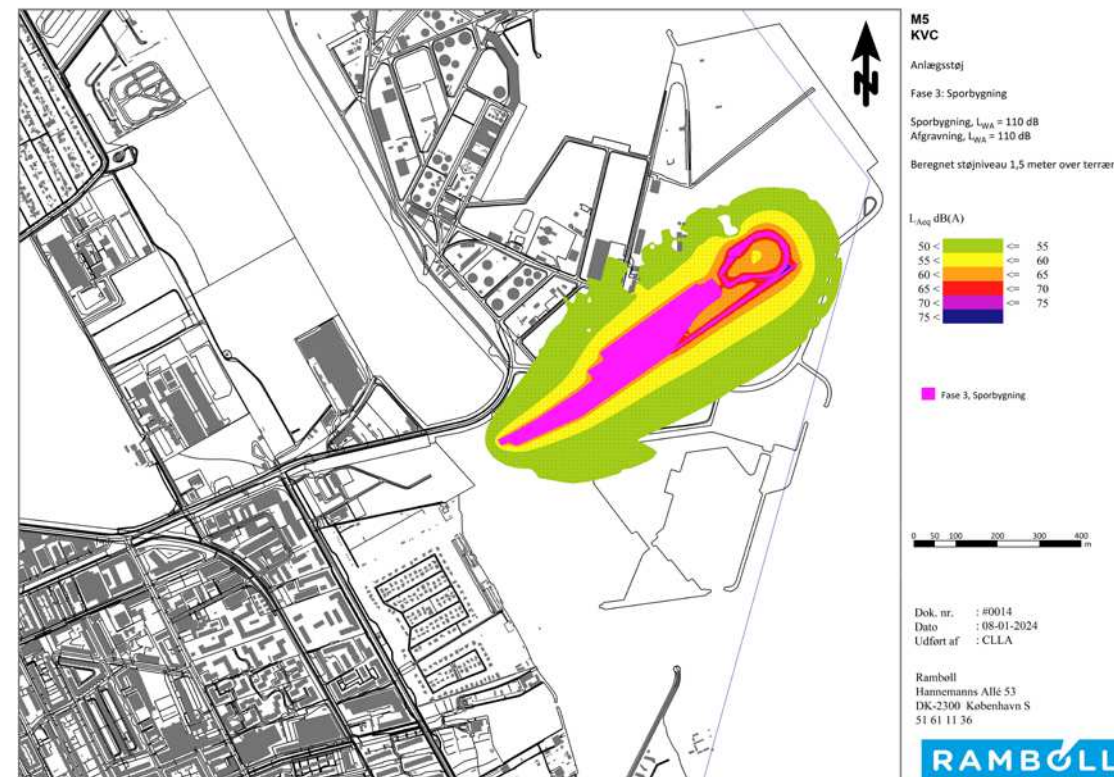 M5
KVC
Anlægsstøj
Fase 3: Sporbygning
Sporbygning, LWA = 110 dB
Afgravning, LWA = 110 dB
Beregnet støjniveau 1,5 meter over terræn
LAeq dB(A)
50 < <= 55
55 < <= 60
60 < <= 65
65 < <= 70
70 < <= 75
75 <
Fase 3, Sporbygning
0 50 100 200 300 400
m
Dok. nr. : #0014
Dato : 08-01-2024
Udført af : CLLA
Rambøll
Hannemanns Allé 53
DK-2300 København S
51 61 11 36
RAMBOLL
N